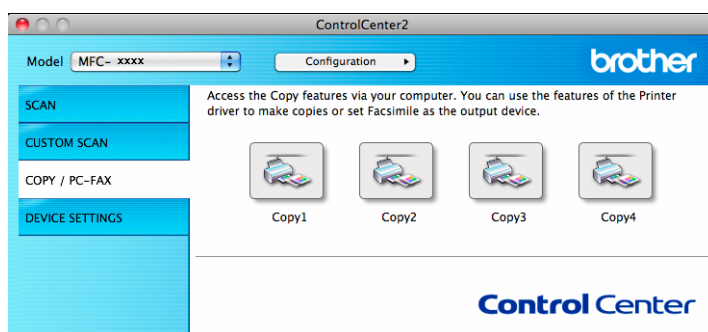 ControlCenter2
Model MFC- xxxx Configuration
brother
SCAN
CUSTOM SCAN
COPY / PC-FAX
DEVICE SETTINGS
Access the Copy features via your computer. You can use the features of the Printer
driver to make copies or set Facsimile as the output device.
Copy1 Copy2 Copy3 Copy4
Control Center